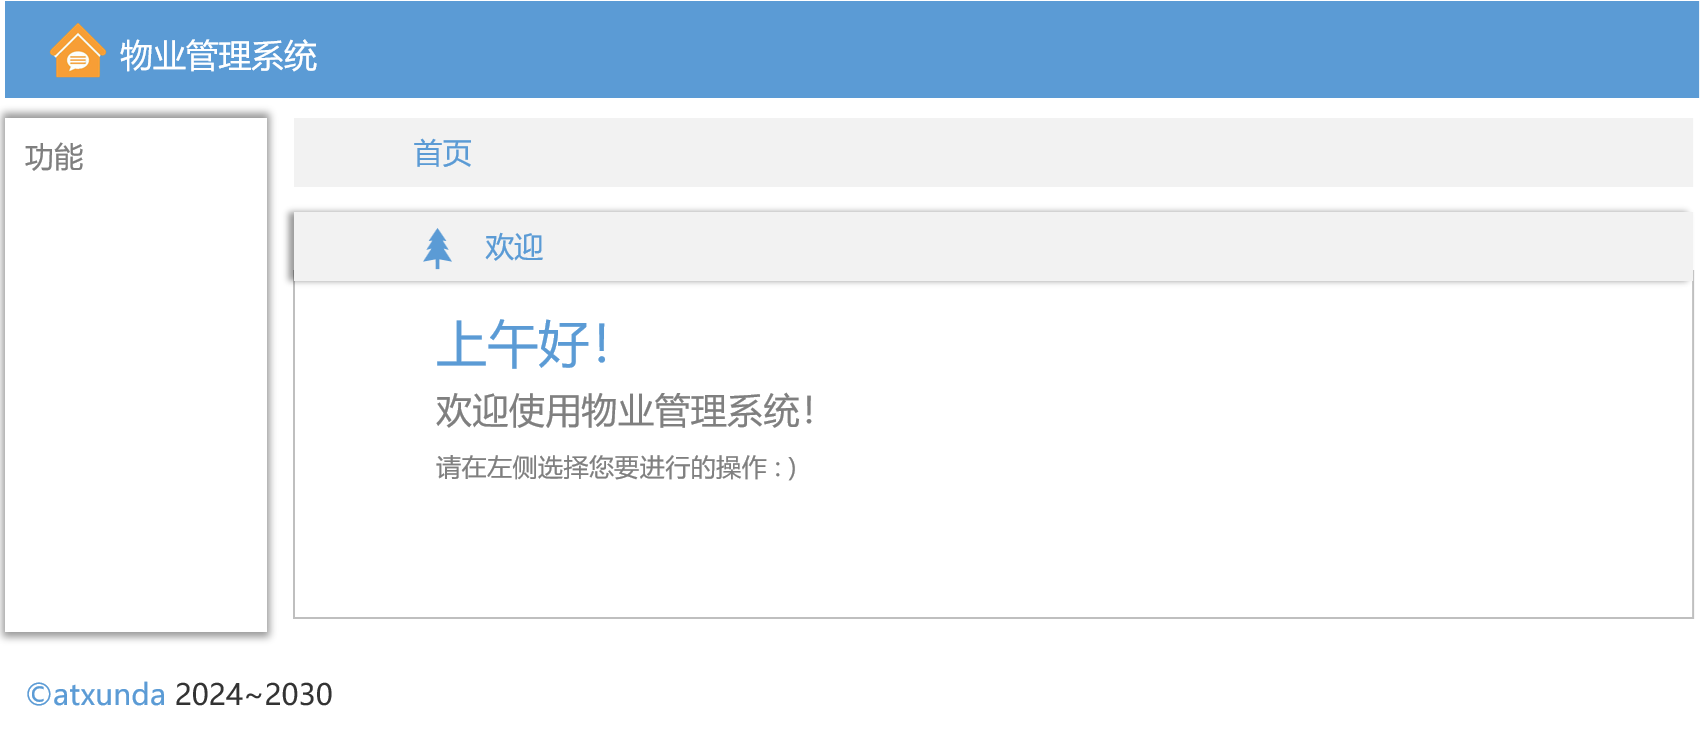 物业管理系统
功能
首页
欢迎
上午好！
欢迎使用物业管理系统！
请在左侧选择您要进行的操作 : )
©atxunda 2024~2030